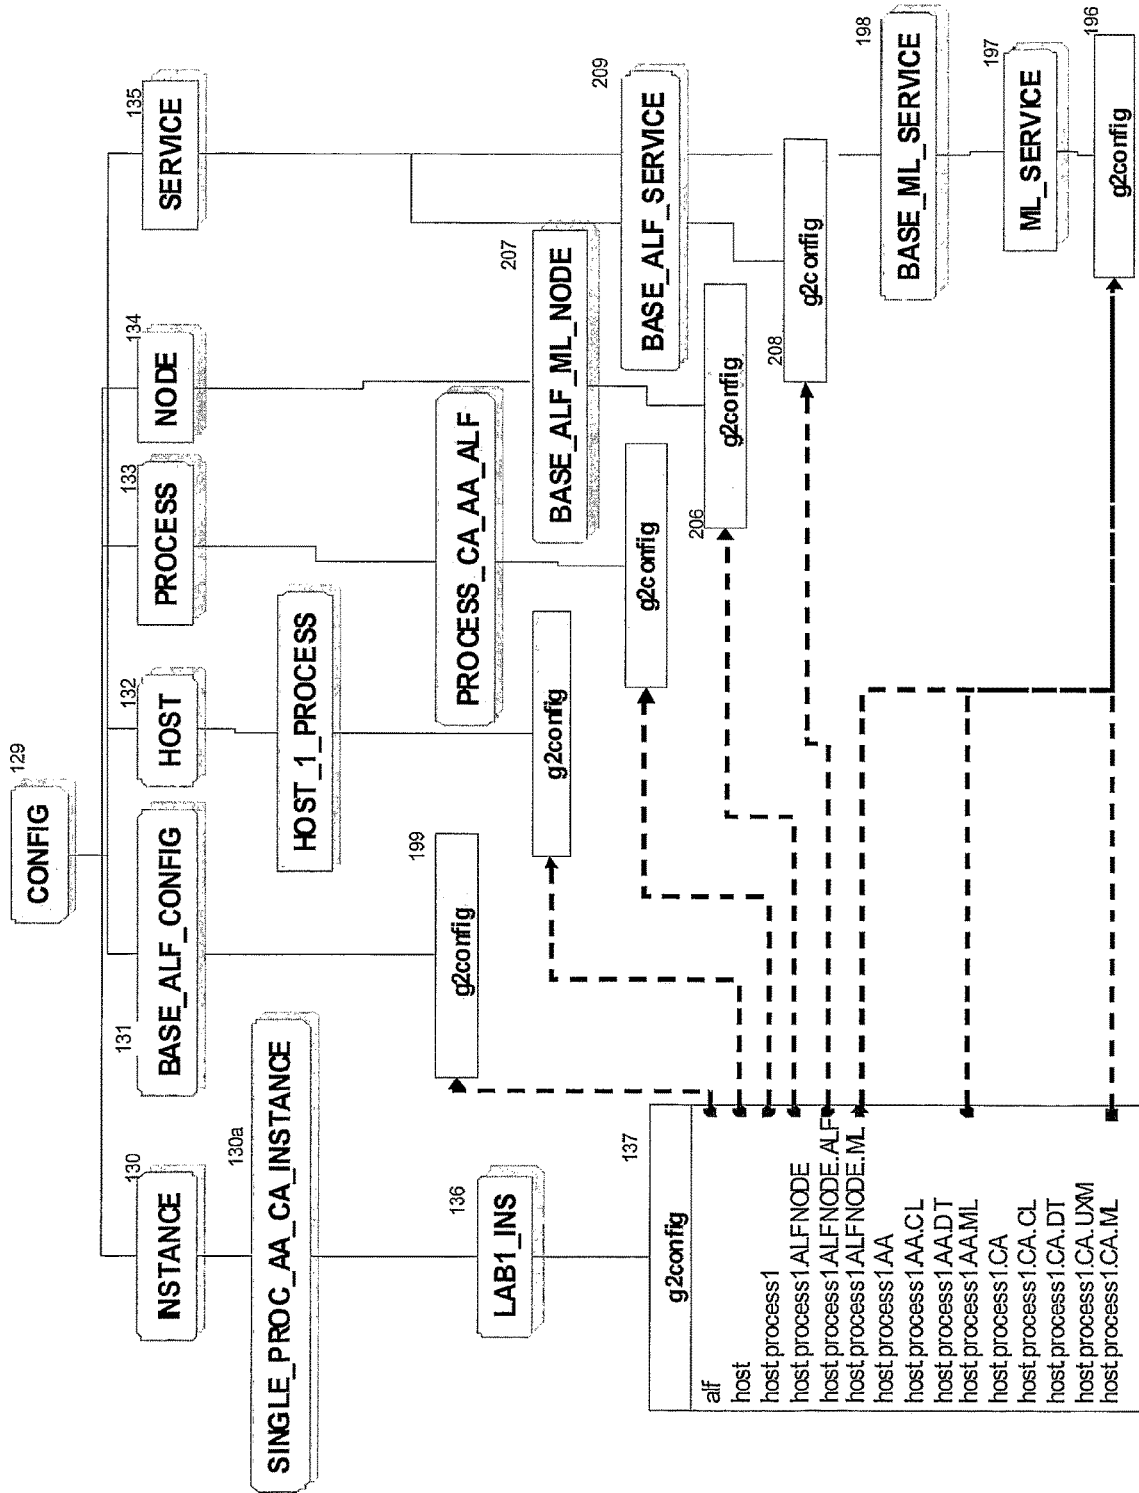 CONFIG
129
INSTANCE
130
131
BASE_ALF_CONFIG
HOST
132
PROCESS
133
NODE
134
SERVICE
135
SINGLE_PROC_AA_CA_INSTANCE
130a
HOST_1_PROCESS
LAB1_INS
136
g2config
199
PROCESS_CA_AA_ALF
g2config
BASE_ALF_ML_NODE
207
g2config
BASE_ALF_SERVICE
209
g2config
206
g2config
208
BASE_ML_SERVICE
198
ML_SERVICE
197
g2config
196
g2config
137
alf
host
host.process1
host.process1.ALFNODE
host.process1.ALFNODE.ALF
host.process1.ALFNODE.ML
host.process1.AA
host.process1.AA.CL
host.process1.AA.DT
host.process1.AA.ML
host.process1.CA
host.process1.CA.CL
host.process1.CA.DT
host.process1.CA.UXM
host.process1.CA.ML